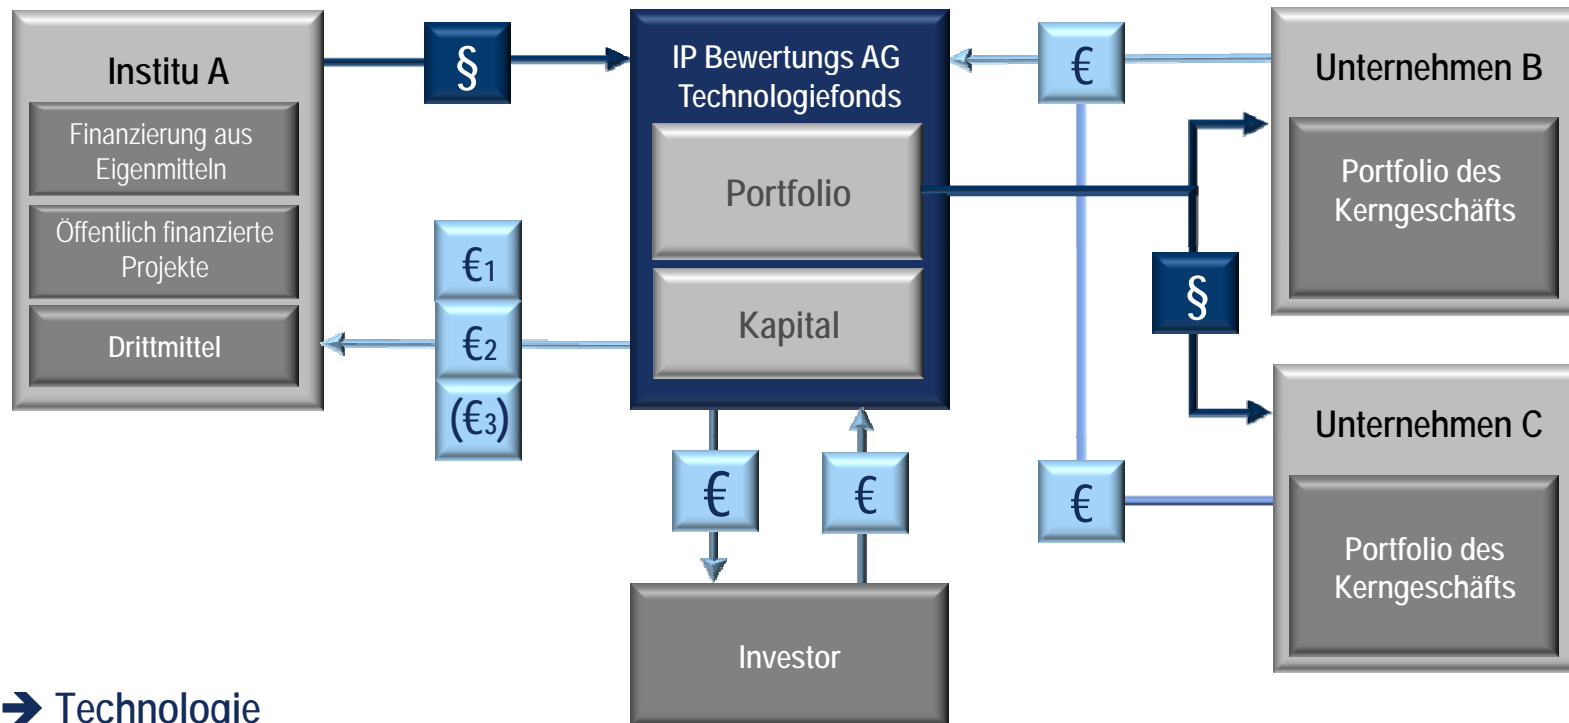 Institu A
Finanzierung aus
Eigenmitteln
Öffentlich finanzierte
Projekte
Drittmittel
§
€1
€2
(€3)
IP Bewertungs AG
Technologiefonds
Portfolio
Kapital
€
€
Investor
€
§
€
Unternehmen B
Portfolio des
Kerngeschäfts
Unternehmen C
Portfolio des
Kerngeschäfts
➔ Technologie